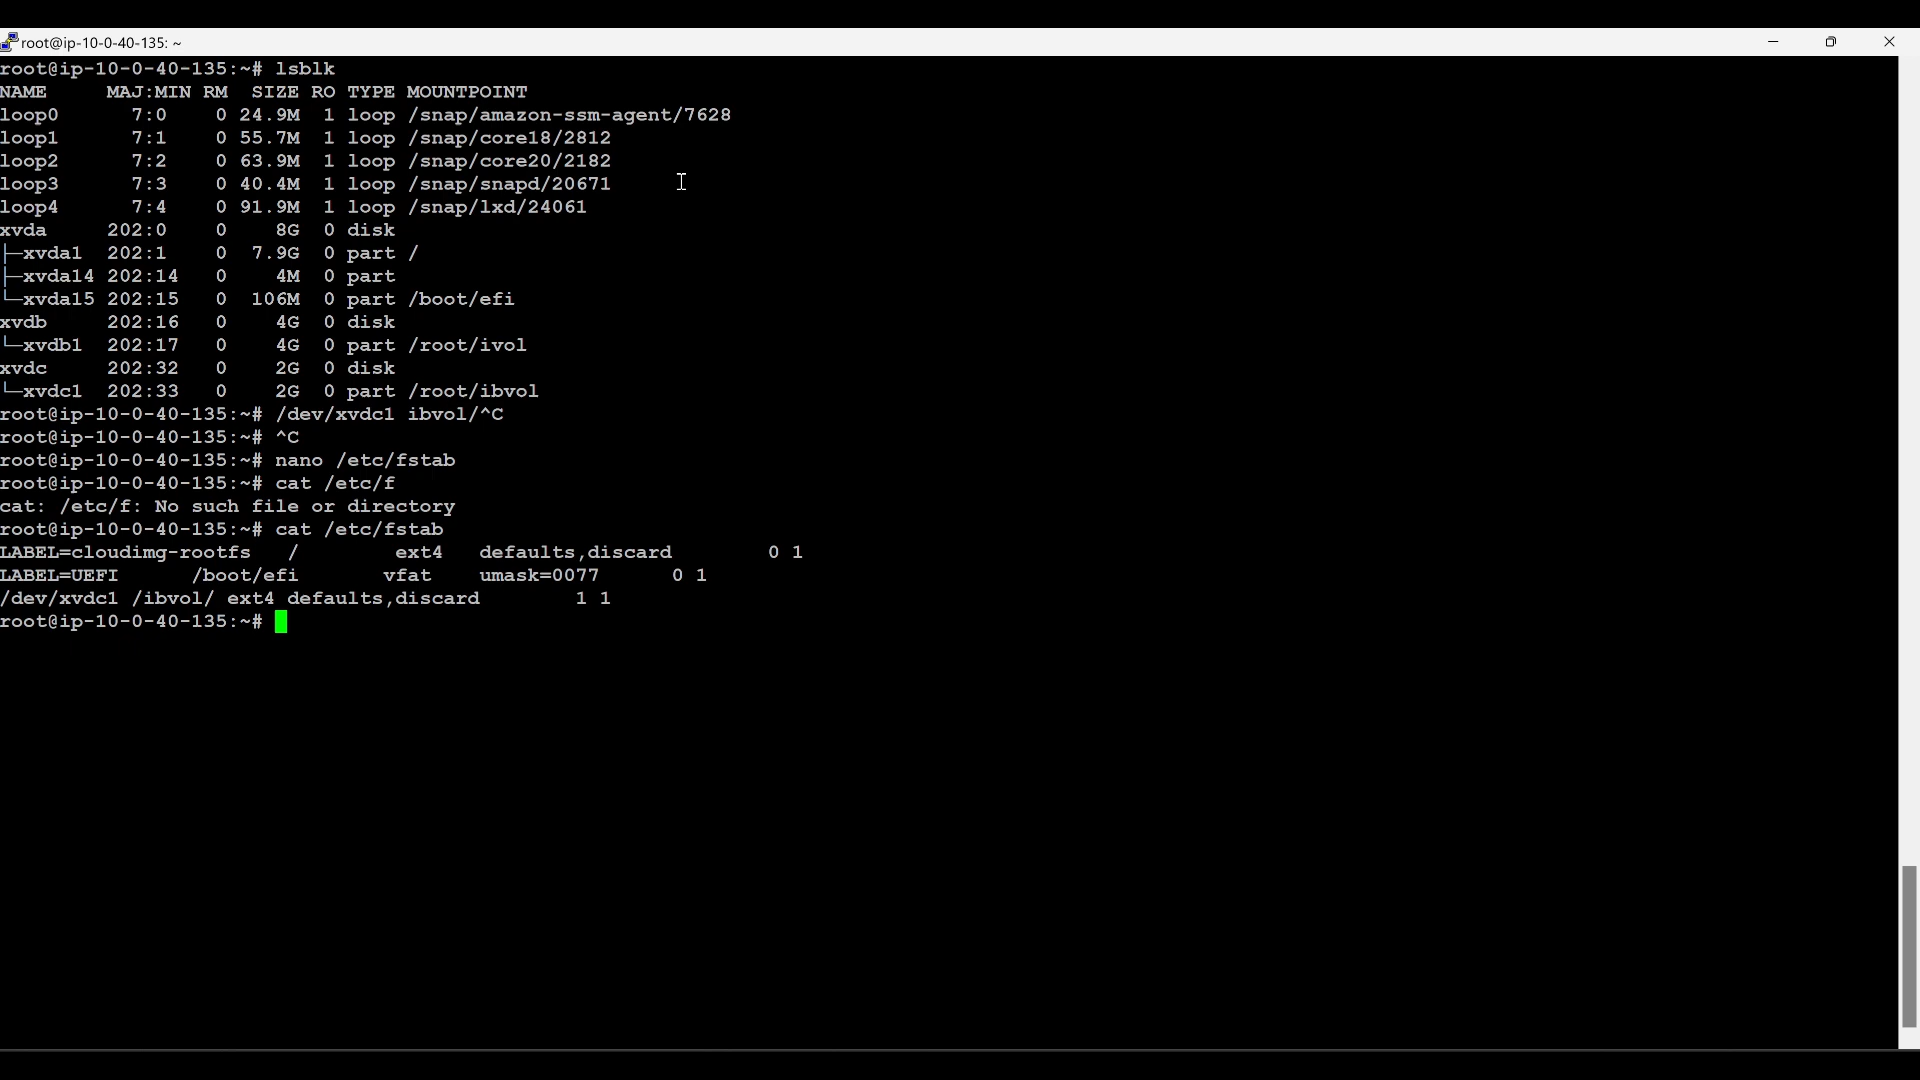 root@ip-10-0-40-135: ~
root@ip-10-0-40-135:~# lsblk
NAME     MAJ:MIN RM  SIZE RO TYPE MOUNTPOINT
loop0      7:0    0 24.9M  1 loop /snap/amazon-ssm-agent/7628
loop1      7:1    0 55.7M  1 loop /snap/core18/2812
loop2      7:2    0 63.9M  1 loop /snap/core20/2182
loop3      7:3    0 40.4M  1 loop /snap/snapd/20671
loop4      7:4    0 91.9M  1 loop /snap/lxd/24061
xvda     202:0    0    8G  0 disk
├─xvda1  202:1    0  7.9G  0 part /
├─xvda14 202:14   0    4M  0 part
└─xvda15 202:15   0  106M  0 part /boot/efi
xvdb     202:16   0    4G  0 disk
└─xvdb1  202:17   0    4G  0 part /root/ivol
xvdc     202:32   0    2G  0 disk
└─xvdc1  202:33   0    2G  0 part /root/ibvol
root@ip-10-0-40-135:~# /dev/xvdc1 ibvol/^C
root@ip-10-0-40-135:~# ^C
root@ip-10-0-40-135:~# nano /etc/fstab
root@ip-10-0-40-135:~# cat /etc/f
cat: /etc/f: No such file or directory
root@ip-10-0-40-135:~# cat /etc/fstab
LABEL=cloudimg-rootfs   /        ext4   defaults,discard        0 1
LABEL=UEFI      /boot/efi       vfat    umask=0077      0 1
/dev/xvdc1 /ibvol/ ext4 defaults,discard        1 1
root@ip-10-0-40-135:~#